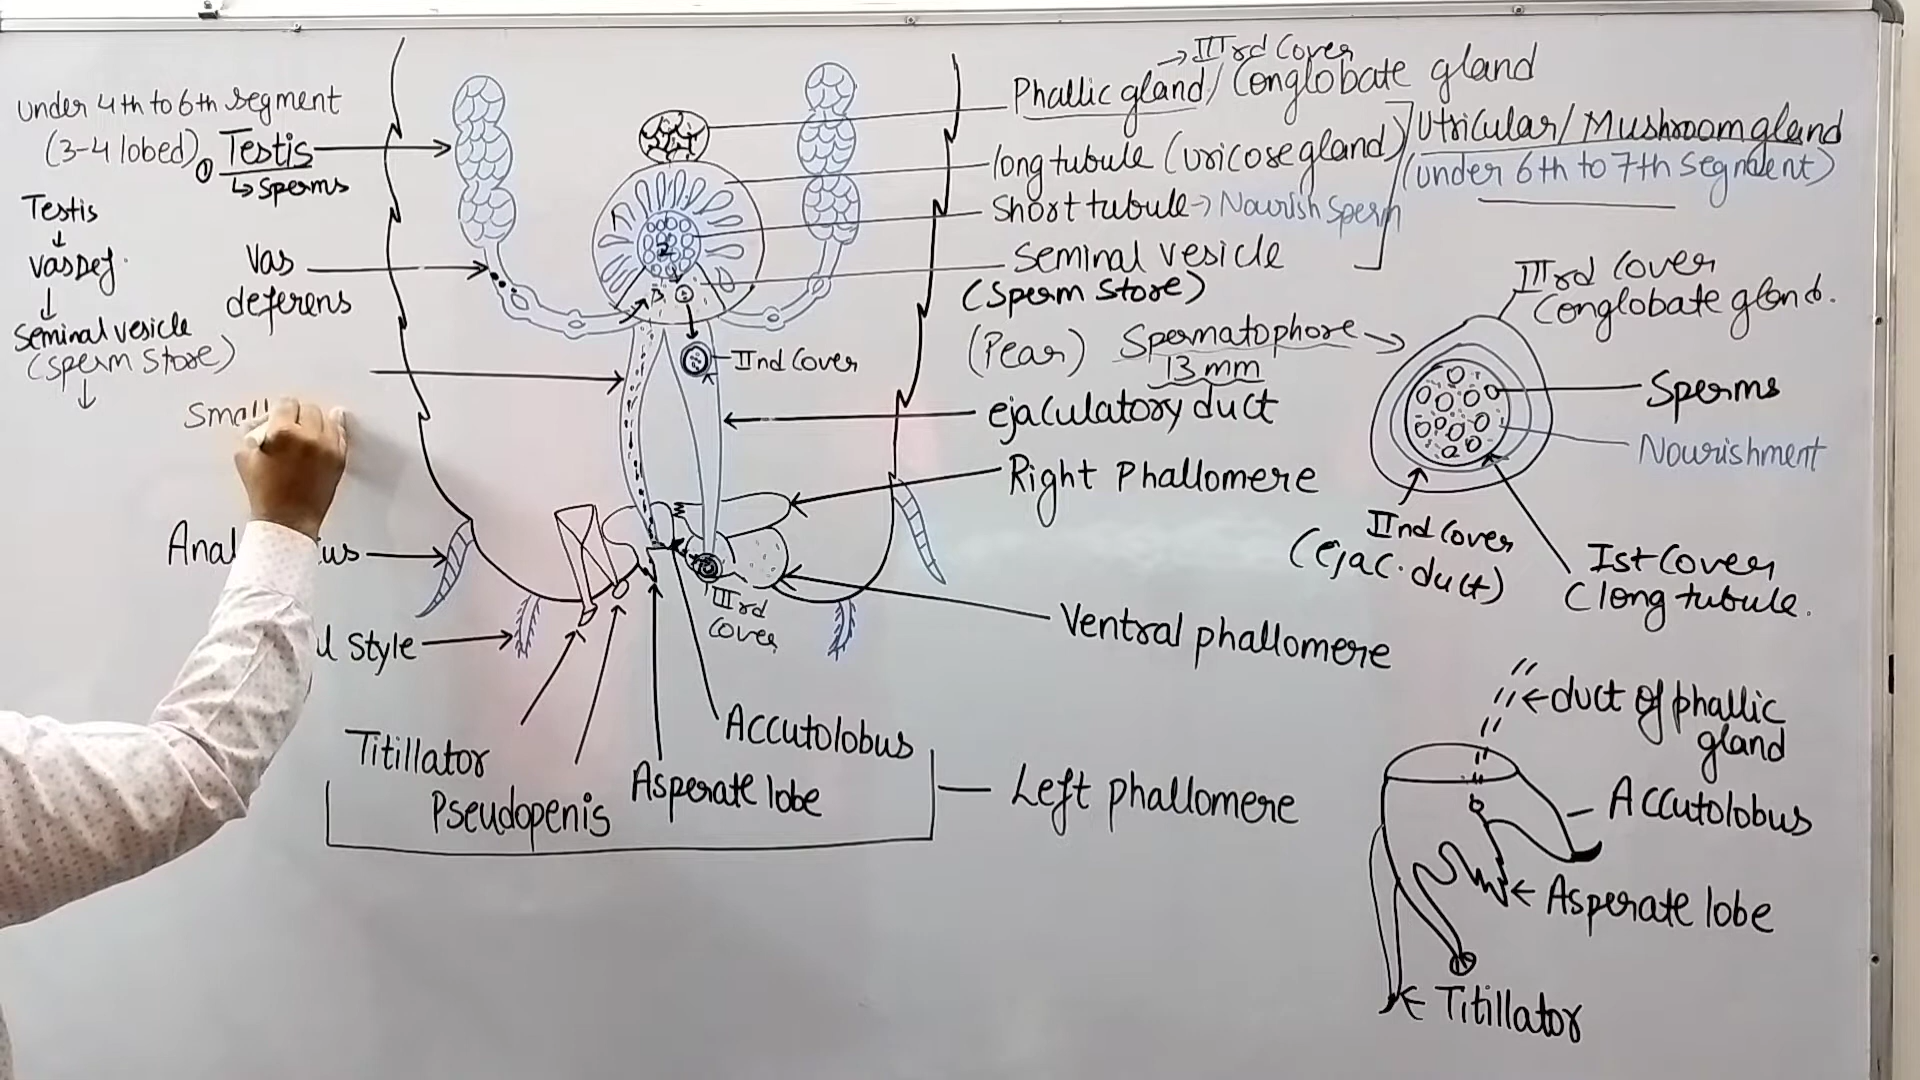 → IIIrd Cover
Phallic gland / Conglobate gland
under 4th to 6th segment
(3-4 lobed) ① Testis
↳ Sperms
long tubule (uricose gland)
Utricular / Mushroom gland
(under 6th to 7th segment)
Short tubule → Nourish Sperm
Testis
↓
Vas Def.
↓
Seminal vesicle
(Sperm Store)
↓
Vas
deferens
Seminal vesicle
(Sperm Store)
(Pear)
Spermatophore →
13 mm
IIIrd Cover
Conglobate gland.
2
3
IInd Cover
ejaculatory duct
Sperms
Nourishment
Small
Right Phallomere
IInd Cover
(ejac. duct)
Ist Cover
(long tubule.
Anal
us
IIIrd
Cover
l Style
Ventral phallomere
Titillator
Pseudopenis
Asperate lobe
Accutolobus
Left phallomere
duct of phallic
gland
Accutolobus
Asperate lobe
Titillator